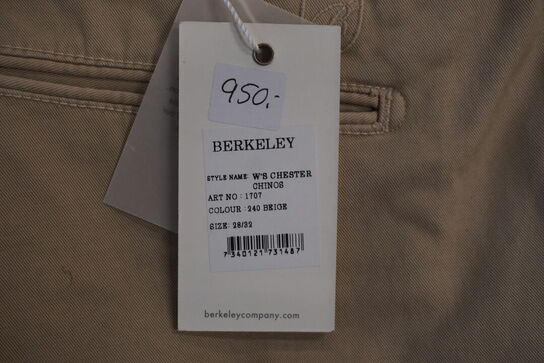 950,-
BERKELEY
STYLE NAME: W'S CHESTER
CHINOS
ART NO : 1707
COLOUR : 240 BEIGE
SIZE: 28/32
7 340121 731487
berkeleycompany.com